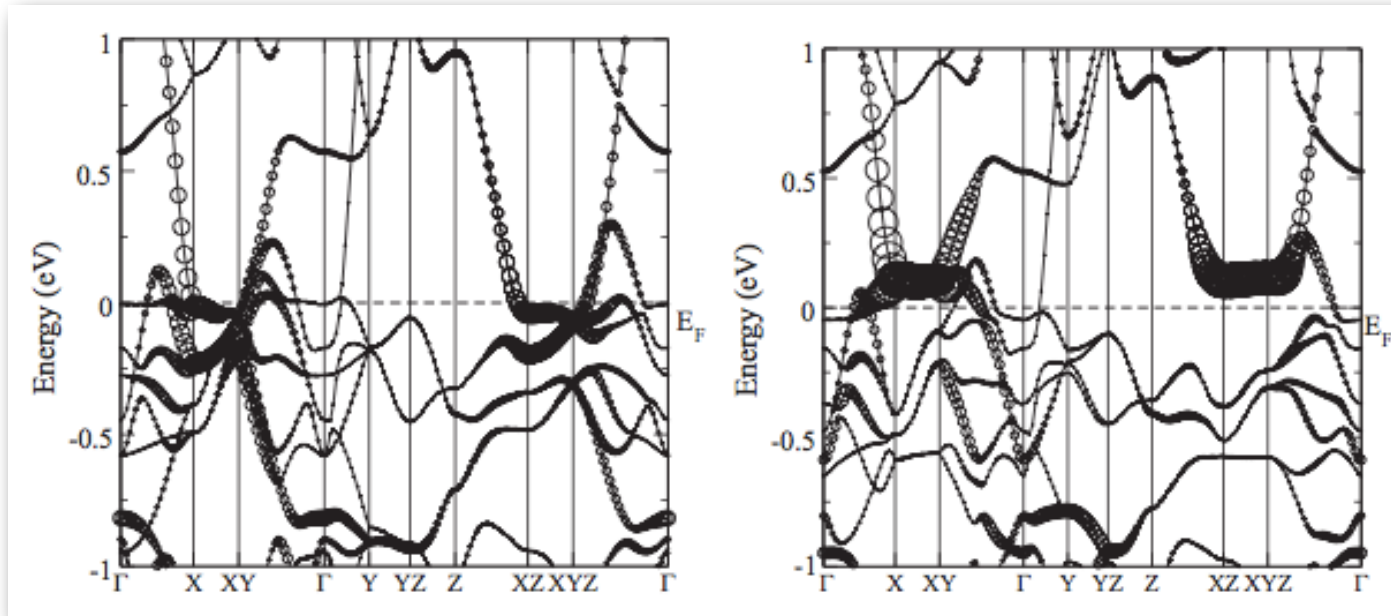 1
0.5
0
-0.5
-1
Energy (eV)
E_F
Γ X XY Γ Y YZ Z XZ XYZ Γ
1
0.5
0
-0.5
-1
Energy (eV)
E_F
Γ X XY Γ Y YZ Z XZ XYZ Γ